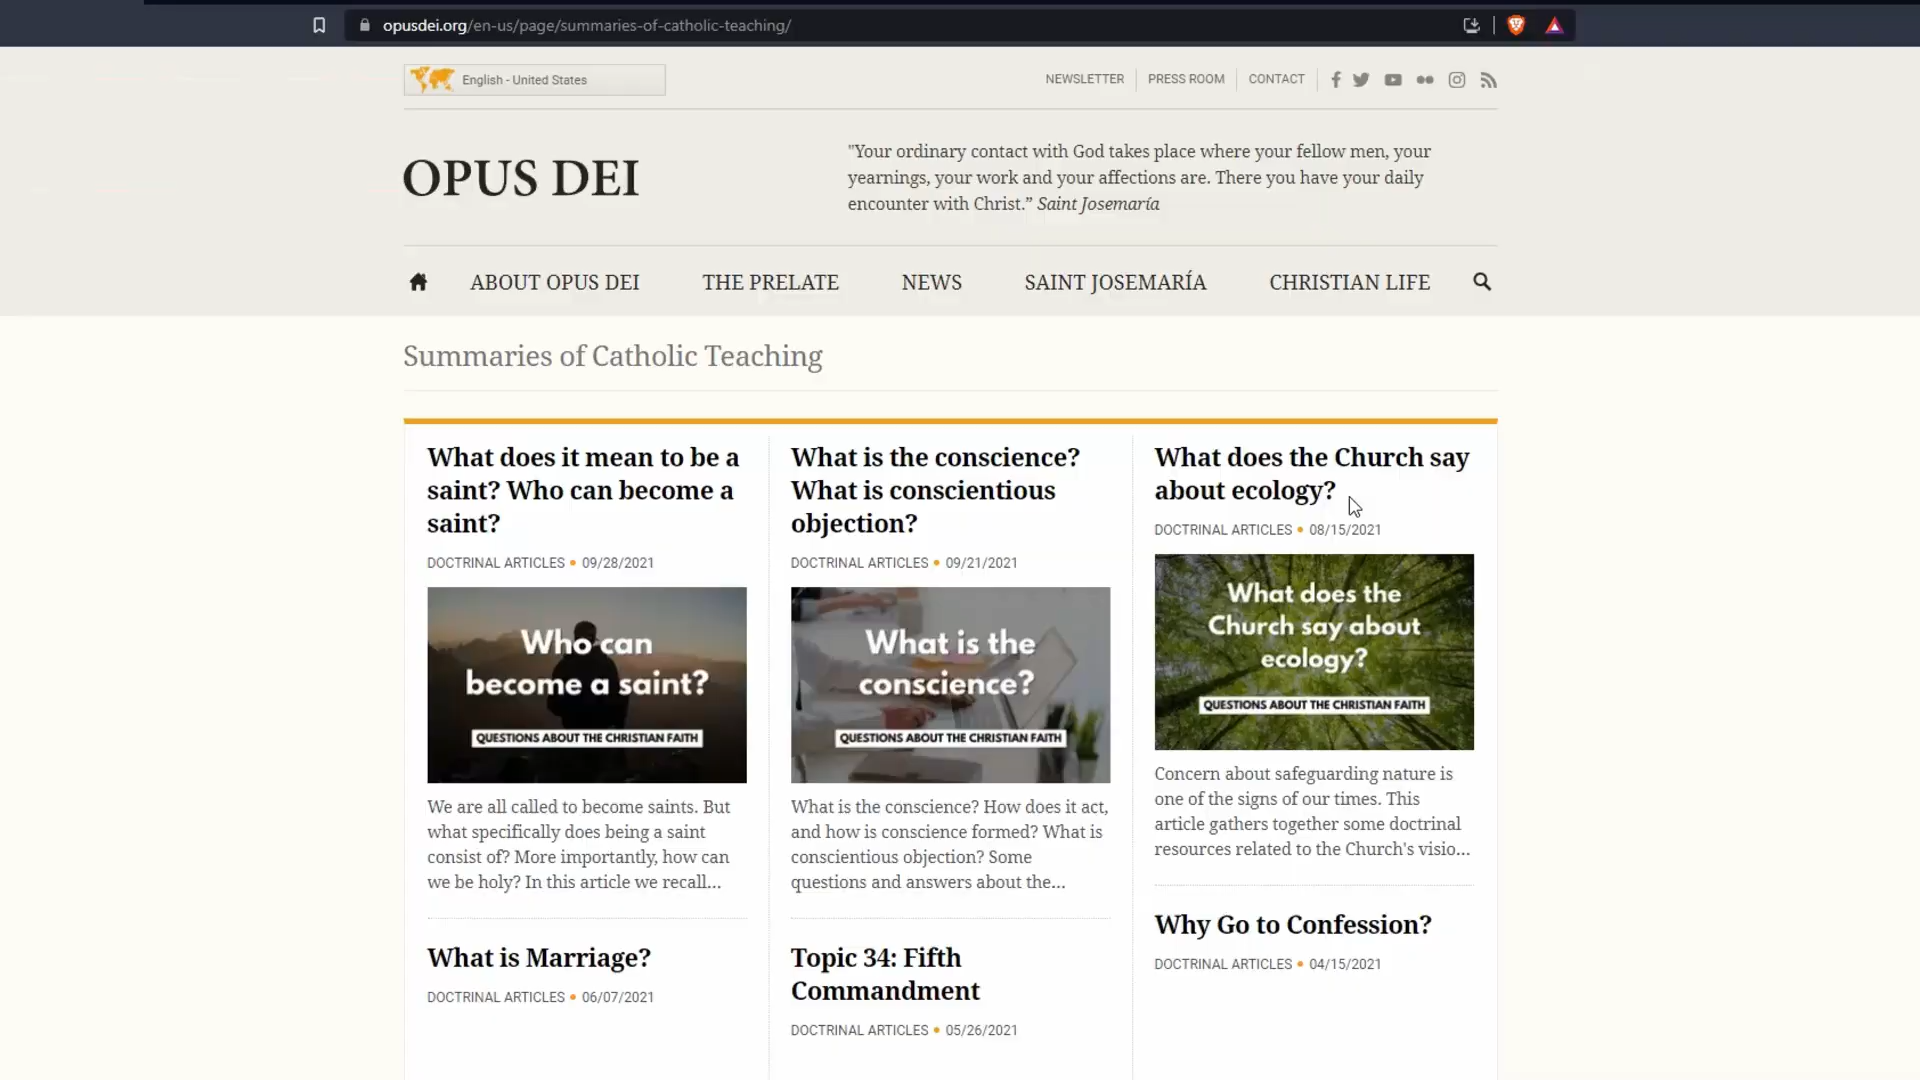 opusdei.org/en-us/page/summaries-of-catholic-teaching/
English - United States
NEWSLETTER
PRESS ROOM
CONTACT
OPUS DEI
"Your ordinary contact with God takes place where your fellow men, your
yearnings, your work and your affections are. There you have your daily
encounter with Christ.” Saint Josemaría
ABOUT OPUS DEI
THE PRELATE
NEWS
SAINT JOSEMARÍA
CHRISTIAN LIFE
Summaries of Catholic Teaching
What does it mean to be a
saint? Who can become a
saint?
DOCTRINAL ARTICLES • 09/28/2021
Who can
become a saint?
QUESTIONS ABOUT THE CHRISTIAN FAITH
We are all called to become saints. But
what specifically does being a saint
consist of? More importantly, how can
we be holy? In this article we recall...
What is Marriage?
DOCTRINAL ARTICLES • 06/07/2021
What is the conscience?
What is conscientious
objection?
DOCTRINAL ARTICLES • 09/21/2021
What is the
conscience?
QUESTIONS ABOUT THE CHRISTIAN FAITH
What is the conscience? How does it act,
and how is conscience formed? What is
conscientious objection? Some
questions and answers about the...
Topic 34: Fifth
Commandment
DOCTRINAL ARTICLES • 05/26/2021
What does the Church say
about ecology?
DOCTRINAL ARTICLES • 08/15/2021
What does the
Church say about
ecology?
QUESTIONS ABOUT THE CHRISTIAN FAITH
Concern about safeguarding nature is
one of the signs of our times. This
article gathers together some doctrinal
resources related to the Church's visio...
Why Go to Confession?
DOCTRINAL ARTICLES • 04/15/2021